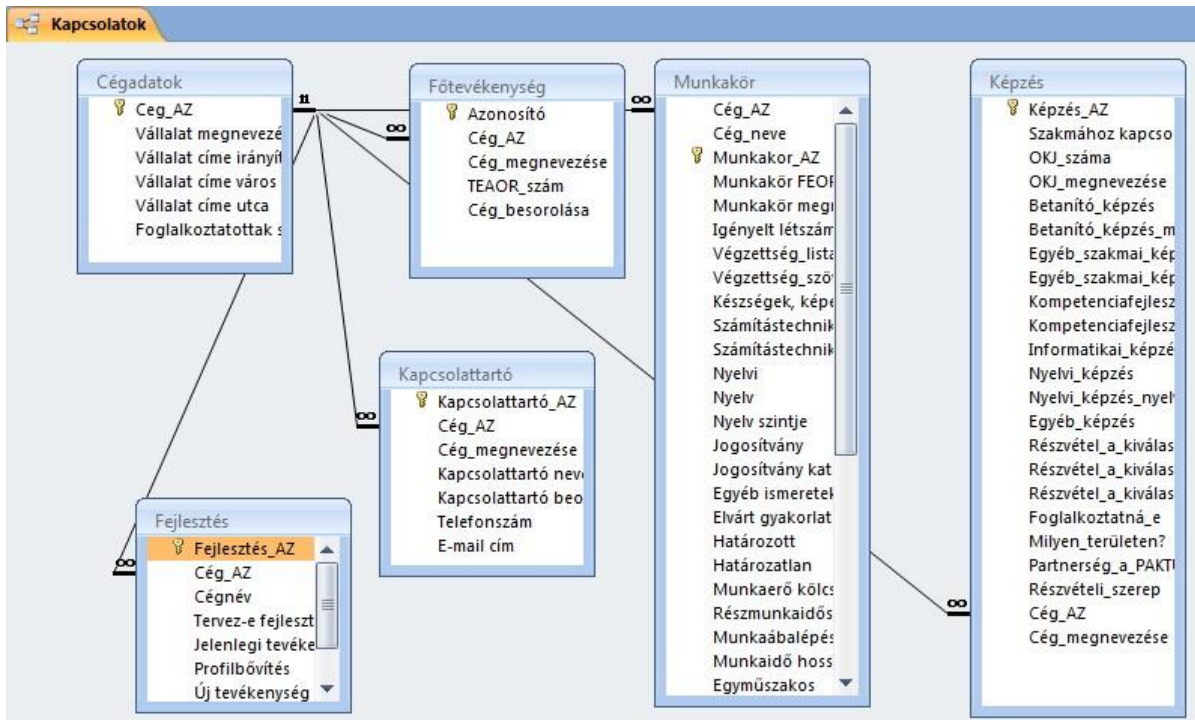 Kapcsolatok
Cégadatok
Ceg_AZ
Vállalat megnevezé
Vállalat címe irányít
Vállalat címe város
Vállalat címe utca
Foglalkoztatottak s
Főtevékenység
Azonosító
Cég_AZ
Cég_megnevezése
TEAOR_szám
Cég_besorolása
Munkakör
Cég_AZ
Cég_neve
Munkakor_AZ
Munkakör FEOR
Munkakör megn
Igényelt létszám
Végzettség_lista
Végzettség_szöv
Készségek, képe
Számítástechnik
Számítástechnik
Nyelvi
Nyelv
Nyelv szintje
Jogosítvány
Jogosítvány kat
Egyéb ismeretek
Elvárt gyakorlat
Határozott
Határozatlan
Munkaerő kölcs
Részmunkaidős
Munkaábalépés
Munkaidő hoss
Egyműszakos
Képzés
Képzés_AZ
Szakmához kapcso
OKJ_száma
OKJ_megnevezése
Betanító_képzés
Betanító_képzés_m
Egyéb_szakmai_kép
Egyéb_szakmai_kép
Kompetenciafejlesz
Kompetenciafejlesz
Informatikai_képzé
Nyelvi_képzés
Nyelvi_képzés_nyel
Egyéb_képzés
Részvétel_a_kiválas
Részvétel_a_kiválas
Részvétel_a_kiválas
Foglalkoztatná_e
Milyen_területen?
Partnerség_a_PAKTU
Részvételi_szerep
Cég_AZ
Cég_megnevezése
Kapcsolattartó
Kapcsolattartó_AZ
Cég_AZ
Cég_megnevezése
Kapcsolattartó neve
Kapcsolattartó beo
Telefonszám
E-mail cím
Fejlesztés
Fejlesztés_AZ
Cég_AZ
Cégnév
Tervez-e fejleszt
Jelenlegi tevéke
Profilbővítés
Új tevékenység